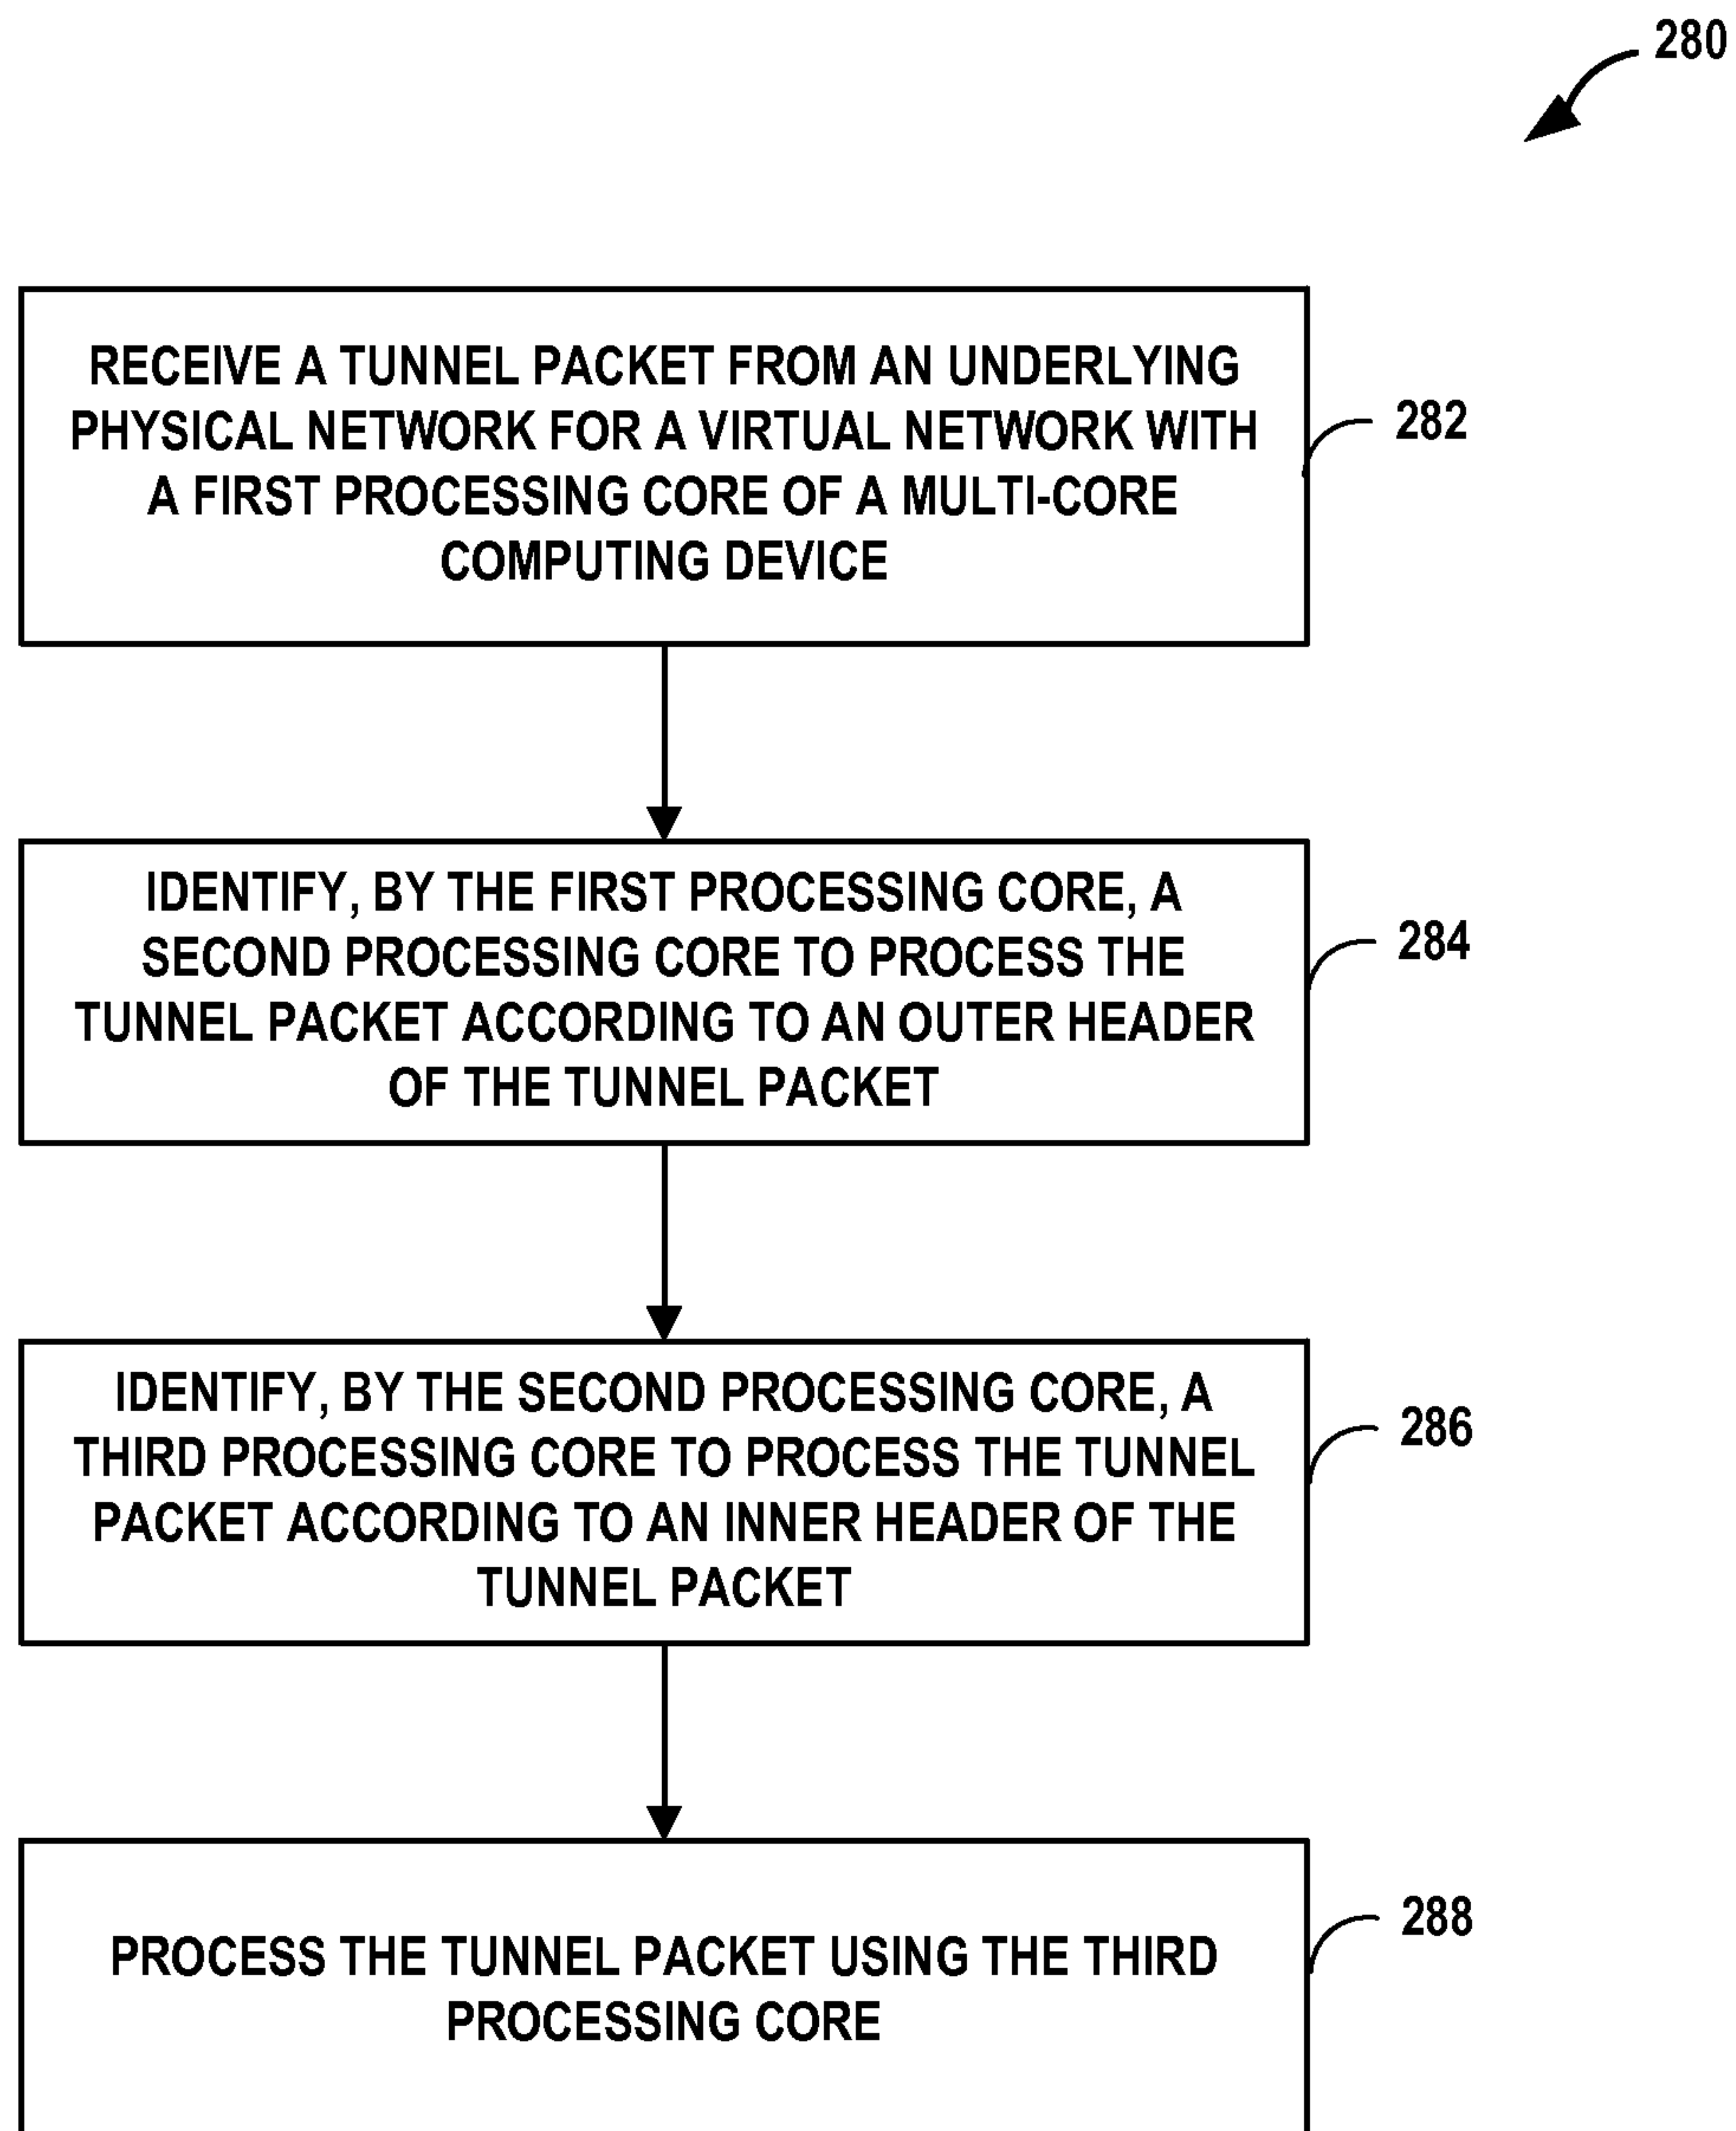 280
RECEIVE A TUNNEL PACKET FROM AN UNDERLYING
PHYSICAL NETWORK FOR A VIRTUAL NETWORK WITH
A FIRST PROCESSING CORE OF A MULTI-CORE
COMPUTING DEVICE
282
IDENTIFY, BY THE FIRST PROCESSING CORE, A
SECOND PROCESSING CORE TO PROCESS THE
TUNNEL PACKET ACCORDING TO AN OUTER HEADER
OF THE TUNNEL PACKET
284
IDENTIFY, BY THE SECOND PROCESSING CORE, A
THIRD PROCESSING CORE TO PROCESS THE TUNNEL
PACKET ACCORDING TO AN INNER HEADER OF THE
TUNNEL PACKET
286
PROCESS THE TUNNEL PACKET USING THE THIRD
PROCESSING CORE
288